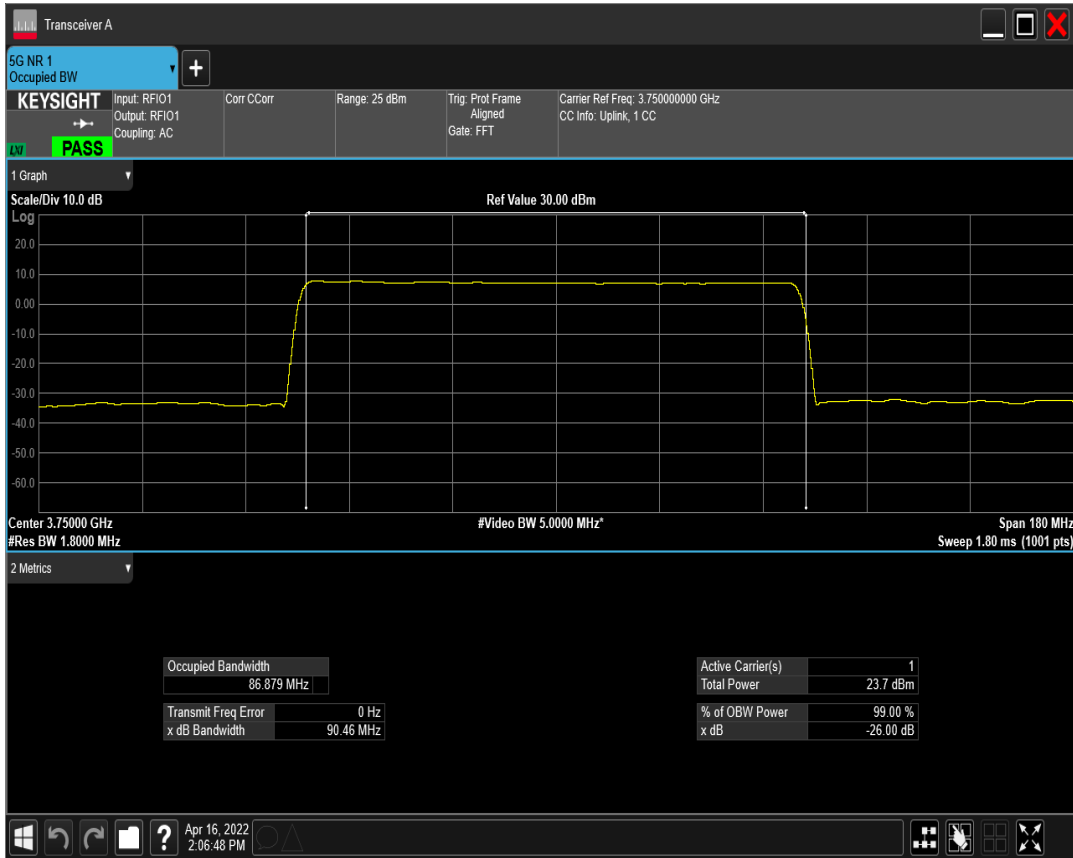 Transceiver A
5G NR 1
Occupied BW
+
KEYSIGHT
LXI
PASS
Input: RFIO1
Output: RFIO1
Coupling: AC
Corr CCorr
Range: 25 dBm
Trig: Prot Frame
Aligned
Gate: FFT
Carrier Ref Freq: 3.750000000 GHz
CC Info: Uplink, 1 CC
1 Graph
Scale/Div 10.0 dB
Ref Value 30.00 dBm
Log
20.0
10.0
0.00
-10.0
-20.0
-30.0
-40.0
-50.0
-60.0
Center 3.75000 GHz
#Video BW 5.0000 MHz*
Span 180 MHz
#Res BW 1.8000 MHz
Sweep 1.80 ms (1001 pts)
2 Metrics
Occupied Bandwidth
86.879 MHz
Transmit Freq Error 0 Hz
x dB Bandwidth 90.46 MHz
Active Carrier(s) 1
Total Power 23.7 dBm
% of OBW Power 99.00 %
x dB -26.00 dB
?
Apr 16, 2022
2:06:48 PM